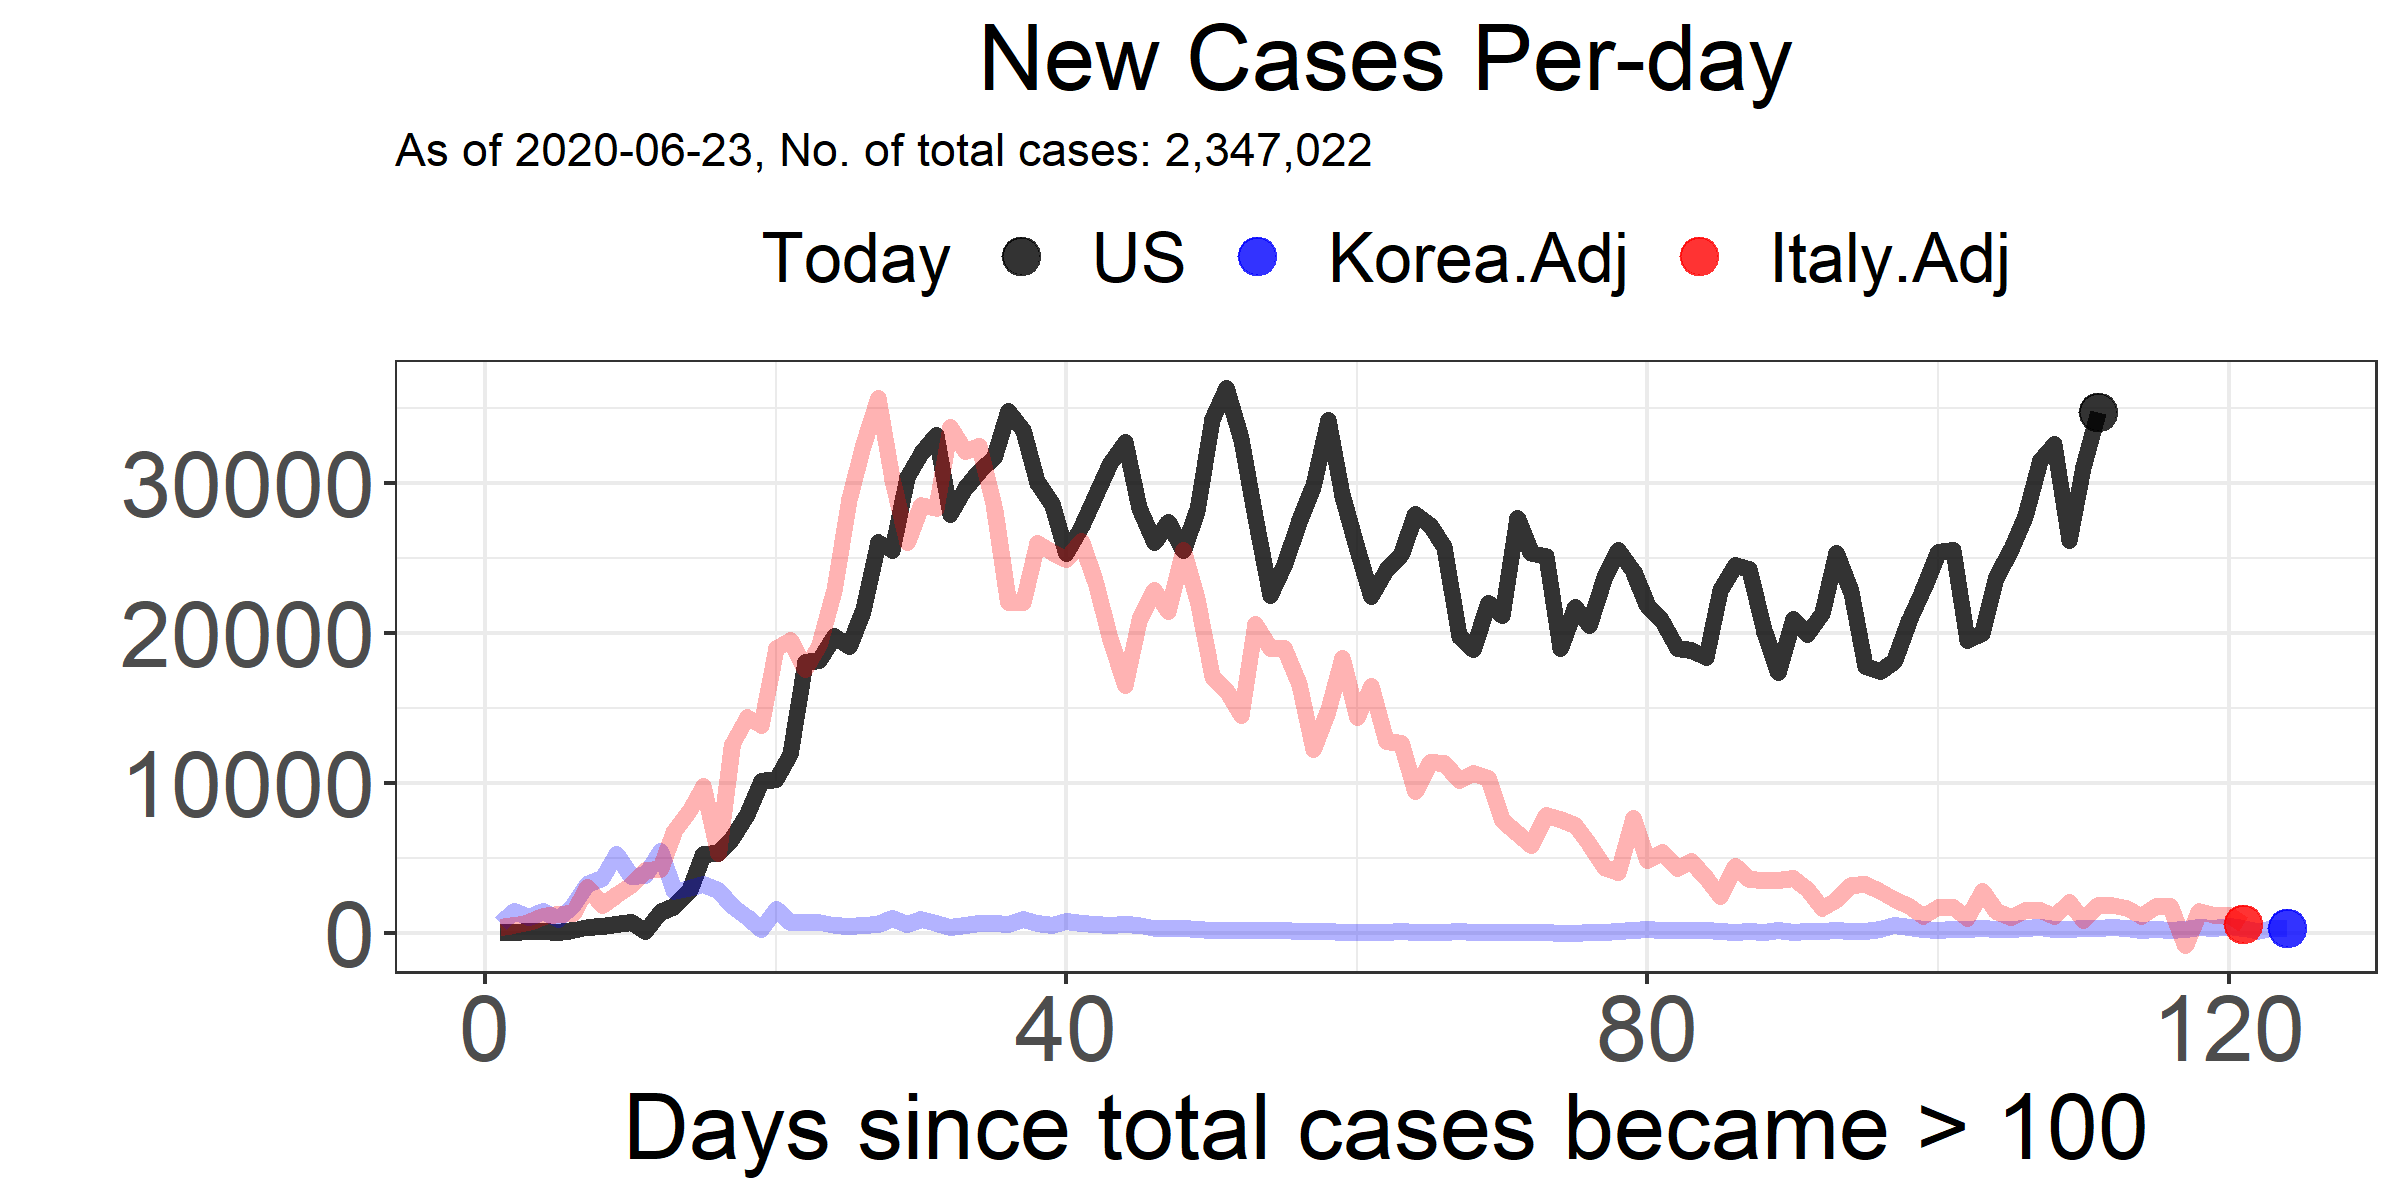 New Cases Per-day
As of 2020-06-23, No. of total cases: 2,347,022
Today US Korea.Adj Italy.Adj
30000
20000
10000
0
0 40 80 120
Days since total cases became > 100